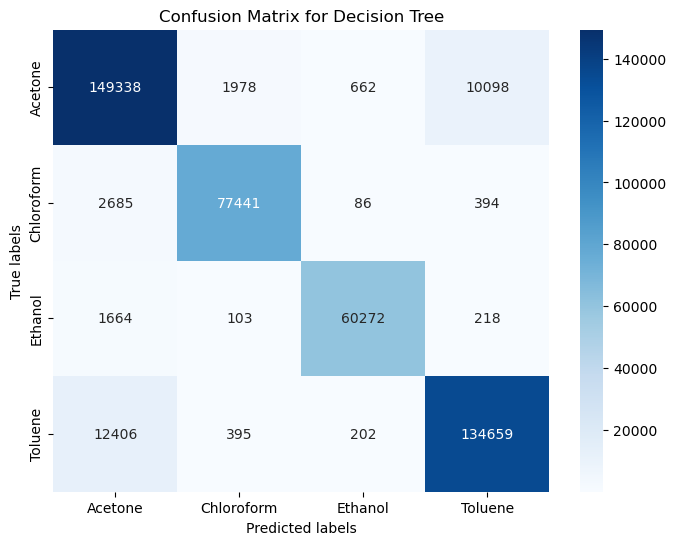 Confusion Matrix for Decision Tree
Acetone
149338 1978 662 10098
Chloroform
2685 77441 86 394
Ethanol
1664 103 60272 218
Toluene
12406 395 202 134659
True labels
Acetone Chloroform Ethanol Toluene
Predicted labels
140000
120000
100000
80000
60000
40000
20000